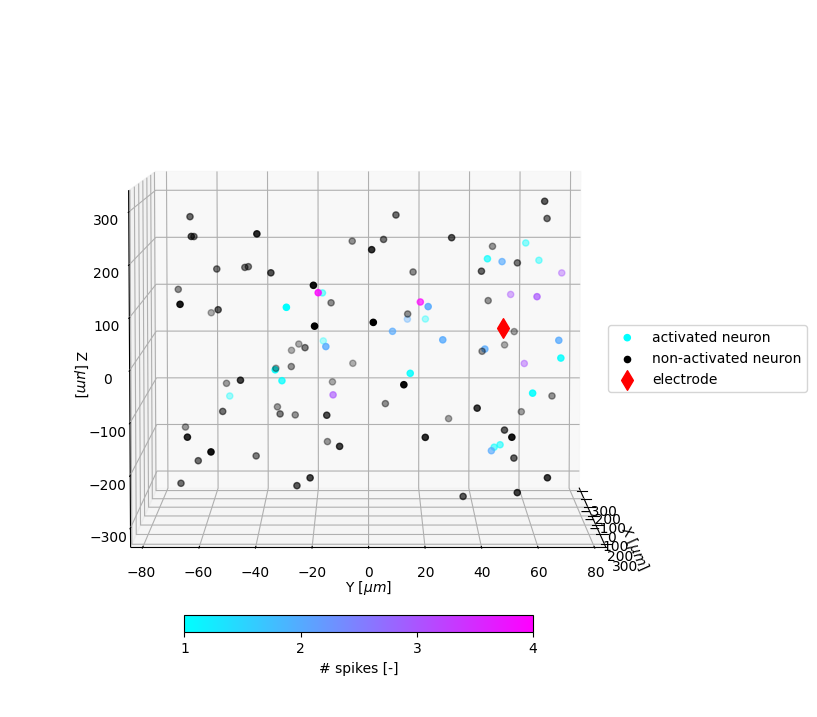 300
200
100
0
−100
−200
−300
Z [μm]
−80 −60 −40 −20 0 20 40 60 80
Y [μm]
300
200
100
0
100
200
300
X [μm]
activated neuron
non-activated neuron
electrode
1 2 3 4
# spikes [-]